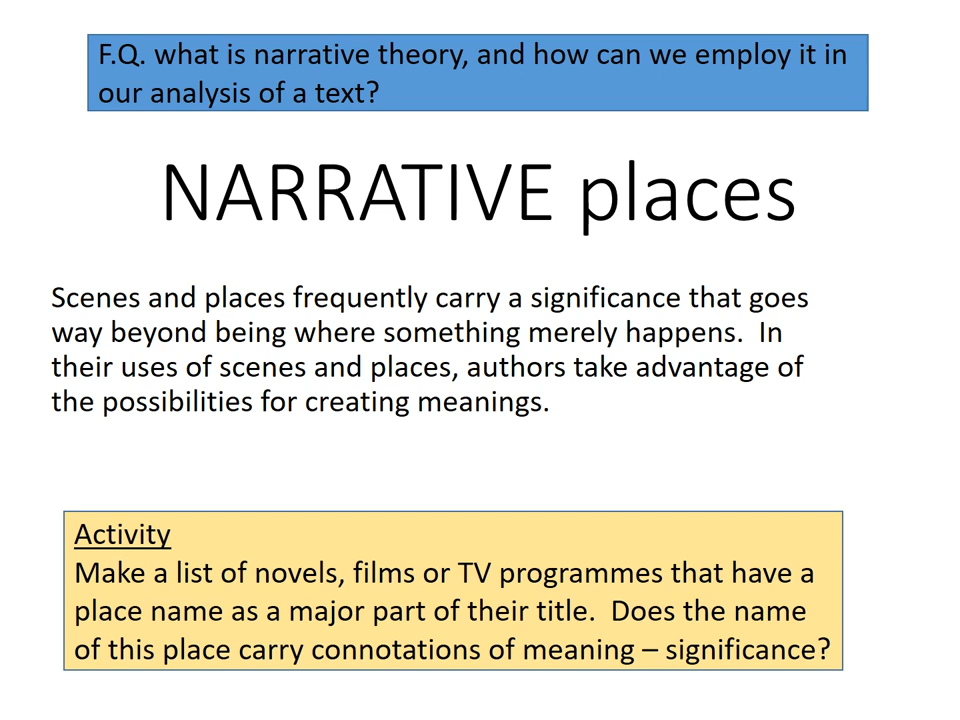 F.Q. what is narrative theory, and how can we employ it in
our analysis of a text?
NARRATIVE places
Scenes and places frequently carry a significance that goes
way beyond being where something merely happens.  In
their uses of scenes and places, authors take advantage of
the possibilities for creating meanings.
Activity
Make a list of novels, films or TV programmes that have a
place name as a major part of their title.  Does the name
of this place carry connotations of meaning – significance?